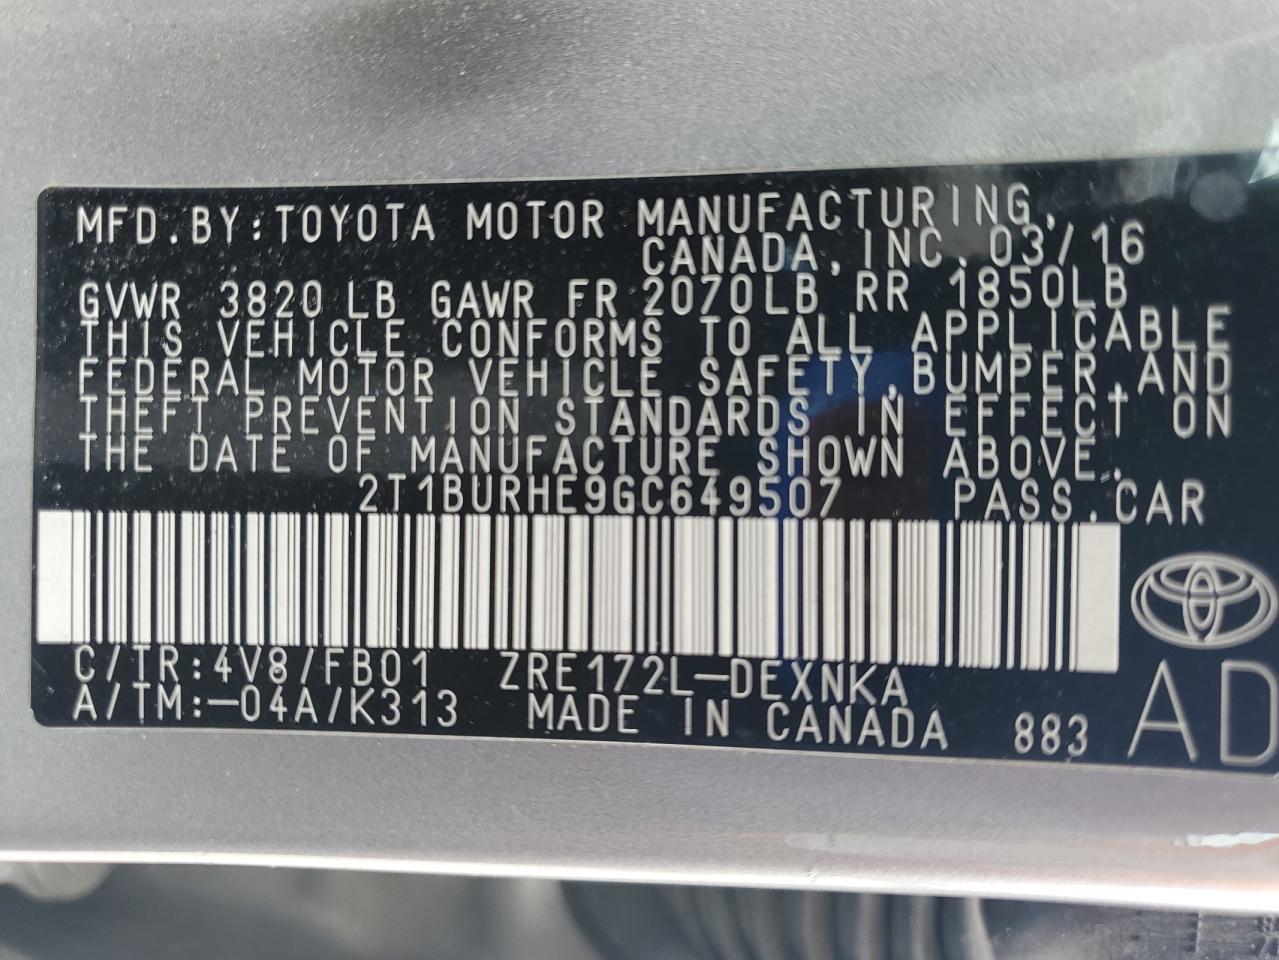 MFD.BY:TOYOTA MOTOR MANUFACTURING,
CANADA,INC.03/16
GVWR 3820 LB GAWR FR 2070LB RR 1850LB
THIS VEHICLE CONFORMS TO ALL APPLICABLE
FEDERAL MOTOR VEHICLE SAFETY,BUMPER,AND
THEFT PREVENTION STANDARDS IN EFFECT ON
THE DATE OF MANUFACTURE SHOWN ABOVE.
2T1BURHE9GC649507 PASS.CAR
C/TR:4V8/FB01 ZRE172L-DEXNKA
A/TM:-04A/K313 MADE IN CANADA 883 AD